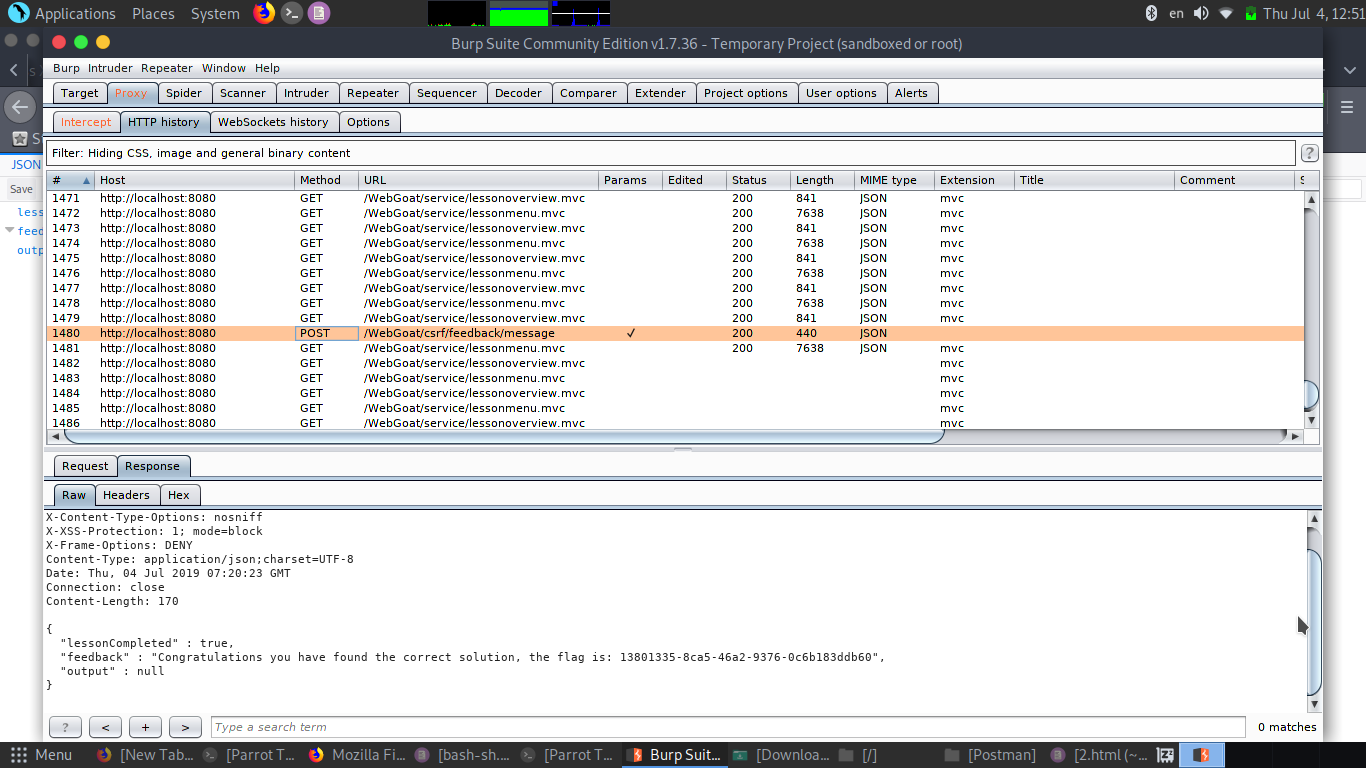 Applications Places System en Thu Jul 4, 12:51
Burp Suite Community Edition v1.7.36 - Temporary Project (sandboxed or root)
Burp Intruder Repeater Window Help
Target Proxy Spider Scanner Intruder Repeater Sequencer Decoder Comparer Extender Project options User options Alerts
Intercept HTTP history WebSockets history Options
Filter: Hiding CSS, image and general binary content ?
JSON
Save
# Host Method URL Params Edited Status Length MIME type Extension Title Comment S
1471 http://localhost:8080 GET /WebGoat/service/lessonoverview.mvc 200 841 JSON mvc
1472 http://localhost:8080 GET /WebGoat/service/lessonmenu.mvc 200 7638 JSON mvc
1473 http://localhost:8080 GET /WebGoat/service/lessonoverview.mvc 200 841 JSON mvc
1474 http://localhost:8080 GET /WebGoat/service/lessonmenu.mvc 200 7638 JSON mvc
1475 http://localhost:8080 GET /WebGoat/service/lessonoverview.mvc 200 841 JSON mvc
1476 http://localhost:8080 GET /WebGoat/service/lessonmenu.mvc 200 7638 JSON mvc
1477 http://localhost:8080 GET /WebGoat/service/lessonoverview.mvc 200 841 JSON mvc
1478 http://localhost:8080 GET /WebGoat/service/lessonmenu.mvc 200 7638 JSON mvc
1479 http://localhost:8080 GET /WebGoat/service/lessonoverview.mvc 200 841 JSON mvc
1480 http://localhost:8080 POST /WebGoat/csrf/feedback/message ✓ 200 440 JSON
1481 http://localhost:8080 GET /WebGoat/service/lessonmenu.mvc 200 7638 JSON mvc
1482 http://localhost:8080 GET /WebGoat/service/lessonoverview.mvc mvc
1483 http://localhost:8080 GET /WebGoat/service/lessonmenu.mvc mvc
1484 http://localhost:8080 GET /WebGoat/service/lessonoverview.mvc mvc
1485 http://localhost:8080 GET /WebGoat/service/lessonmenu.mvc mvc
1486 http://localhost:8080 GET /WebGoat/service/lessonoverview.mvc mvc
less
feed
outp
Request Response
Raw Headers Hex
X-Content-Type-Options: nosniff
X-XSS-Protection: 1; mode=block
X-Frame-Options: DENY
Content-Type: application/json;charset=UTF-8
Date: Thu, 04 Jul 2019 07:20:23 GMT
Connection: close
Content-Length: 170
{
"lessonCompleted" : true,
"feedback" : "Congratulations you have found the correct solution, the flag is: 13801335-8ca5-46a2-9376-0c6b183ddb60",
"output" : null
}
? < + > Type a search term 0 matches
Menu [New Tab... [Parrot T... Mozilla Fi... [bash-sh... [Parrot T... Burp Suit... [Downloa... [/] [Postman] [2.html (~...